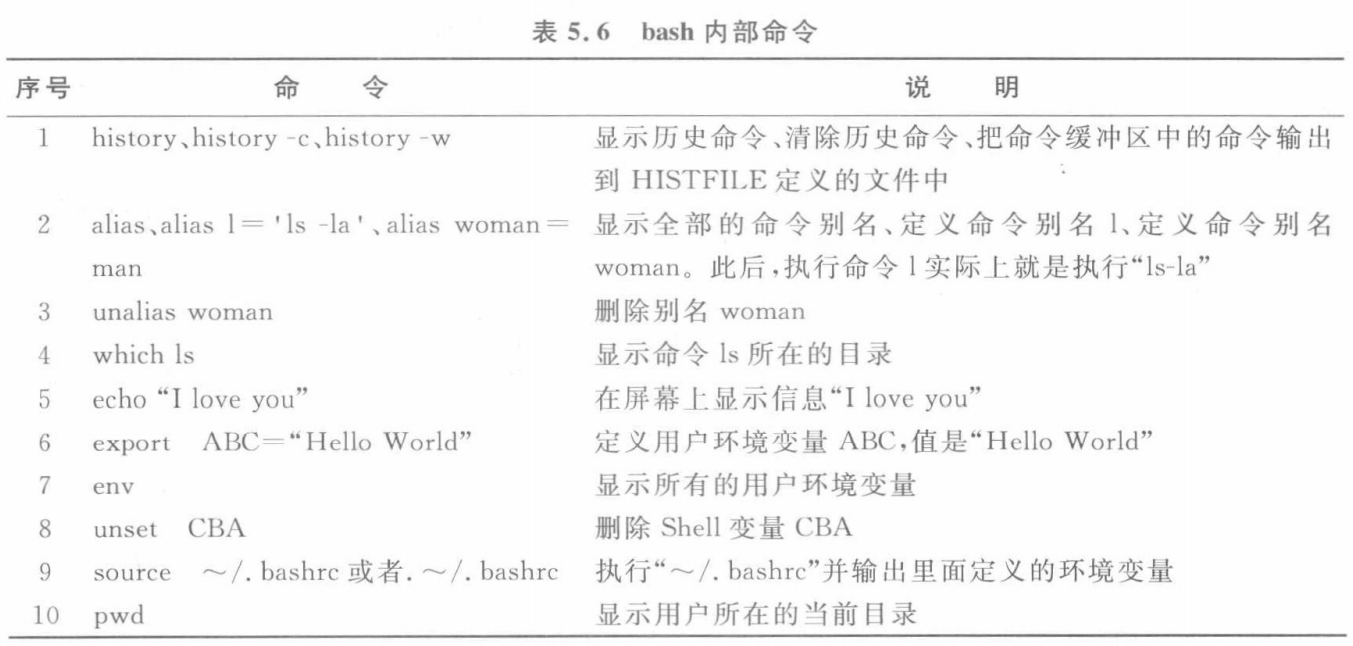 表 5.6 bash 内部命令
序号 命 令 说 明
1 history、history -c、history -w 显示历史命令、清除历史命令、把命令缓冲区中的命令输出
到 HISTFILE 定义的文件中
2 alias、alias l='ls -la'、alias woman= 显示全部的命令别名、定义命令别名 l、定义命令别名
man woman。此后,执行命令 l 实际上就是执行“ls-la”
3 unalias woman 删除别名 woman
4 which ls 显示命令 ls 所在的目录
5 echo “I love you” 在屏幕上显示信息“I love you”
6 export ABC=“Hello World” 定义用户环境变量 ABC,值是“Hello World”
7 env 显示所有的用户环境变量
8 unset CBA 删除 Shell 变量 CBA
9 source ~/.bashrc 或者. ~/.bashrc 执行“~/.bashrc”并输出里面定义的环境变量
10 pwd 显示用户所在的当前目录